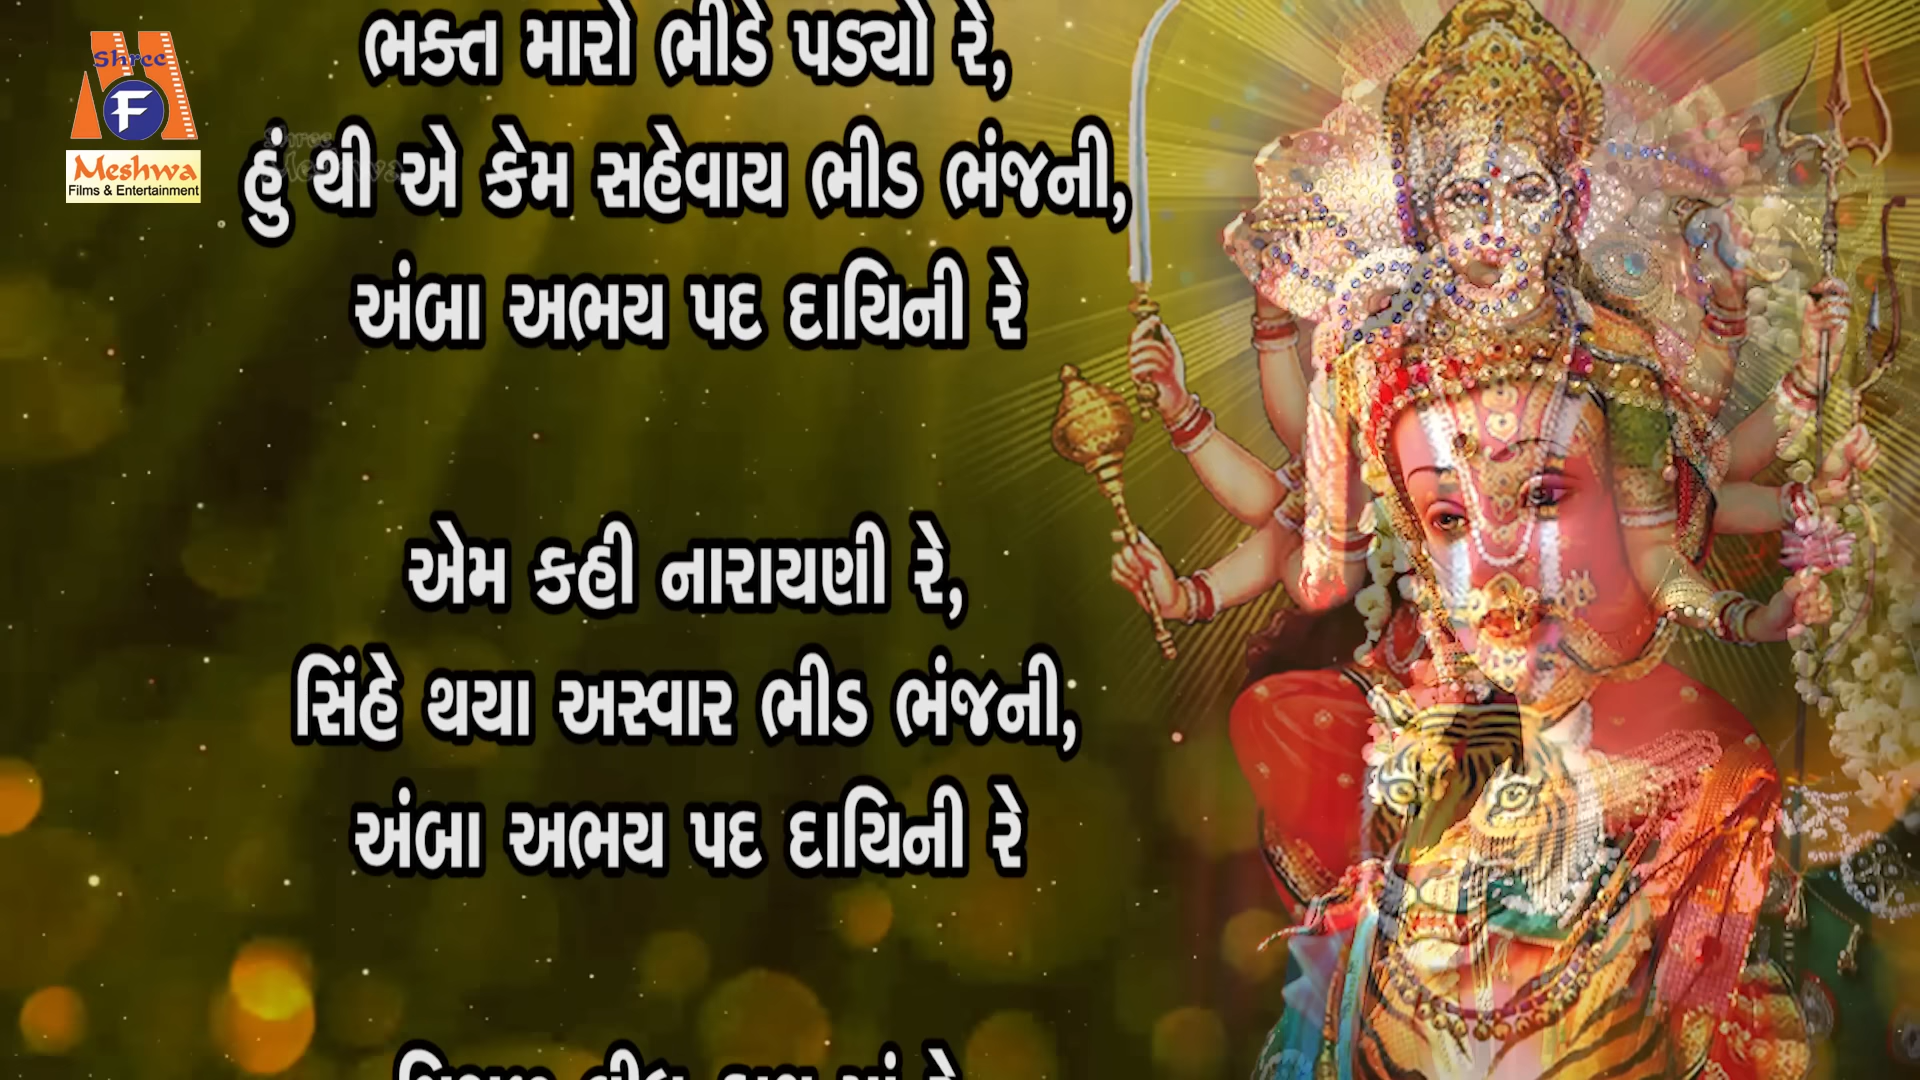 Shree
F
Meshwa
Films & Entertainment
ભક્ત મારો ભીડે પડ્યો રે,
હું થી એ કેમ સહેવાય ભીડ ભંજની,
અંબા અભય પદ દાયિની રે
એમ કહી નારાયણી રે,
સિંહે થયા અસ્વાર ભીડ ભંજની,
અંબા અભય પદ દાયિની રે